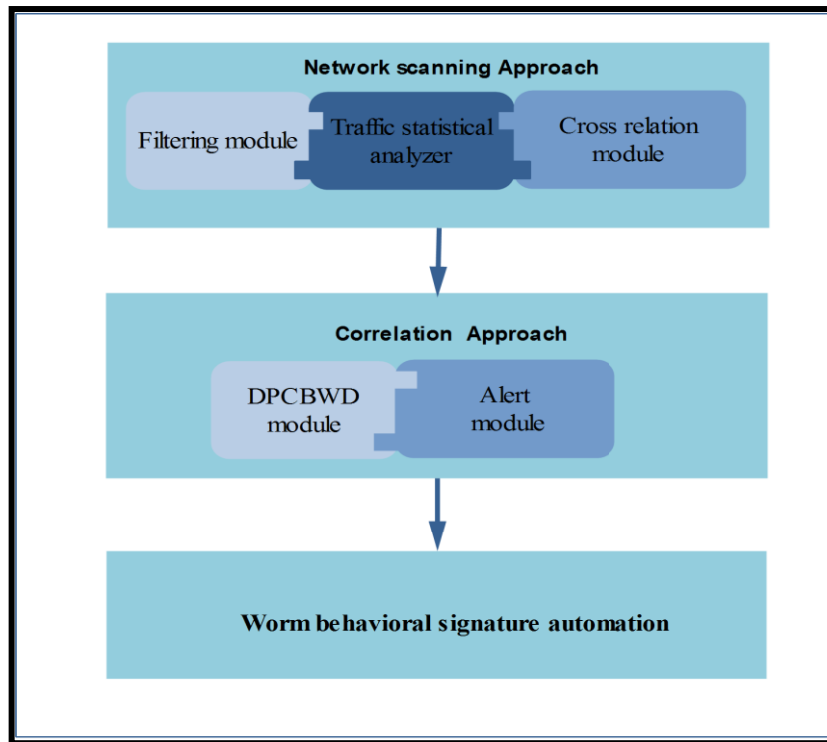 Network scanning Approach
Filtering module
Traffic statistical
analyzer
Cross relation
module
Correlation Approach
DPCBWD
module
Alert
module
Worm behavioral signature automation